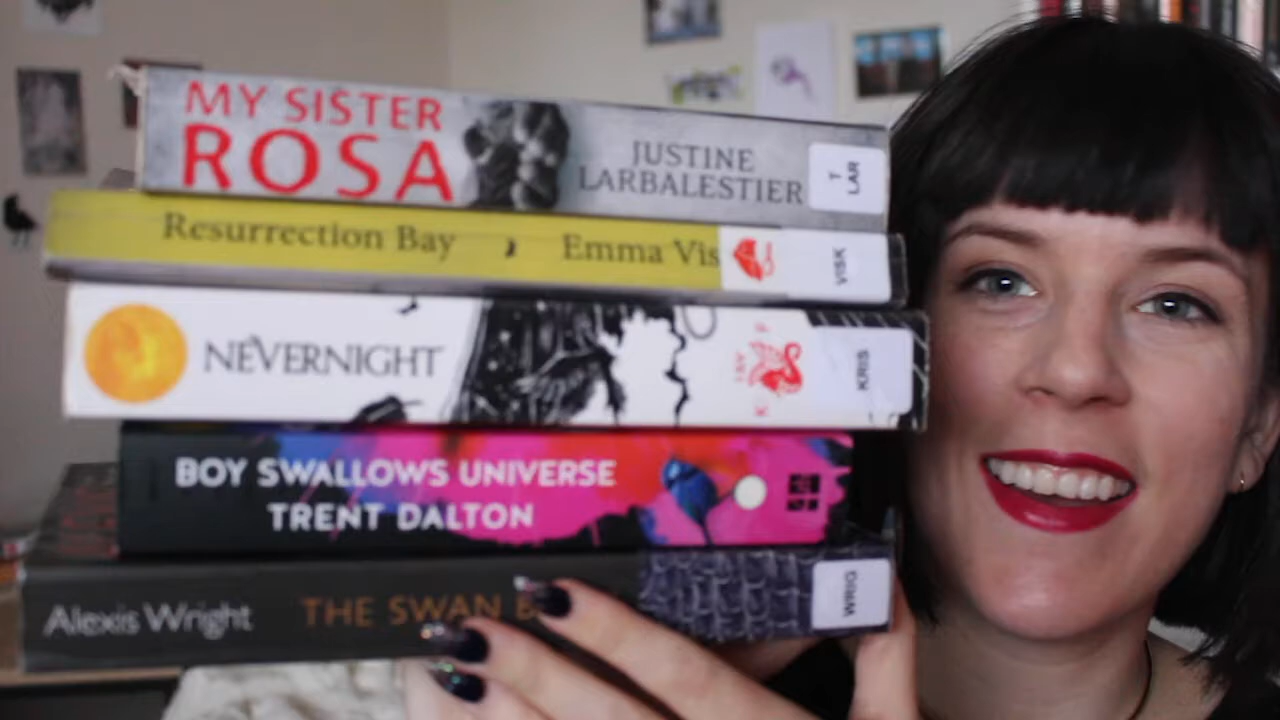 MY SISTER
ROSA
JUSTINE
LARBALESTIER
T
LAR
Resurrection Bay
Emma Vis
VISK
NEVERNIGHT
KRIS
BOY SWALLOWS UNIVERSE
TRENT DALTON
Alexis Wright
THE SWAN B
WRIG